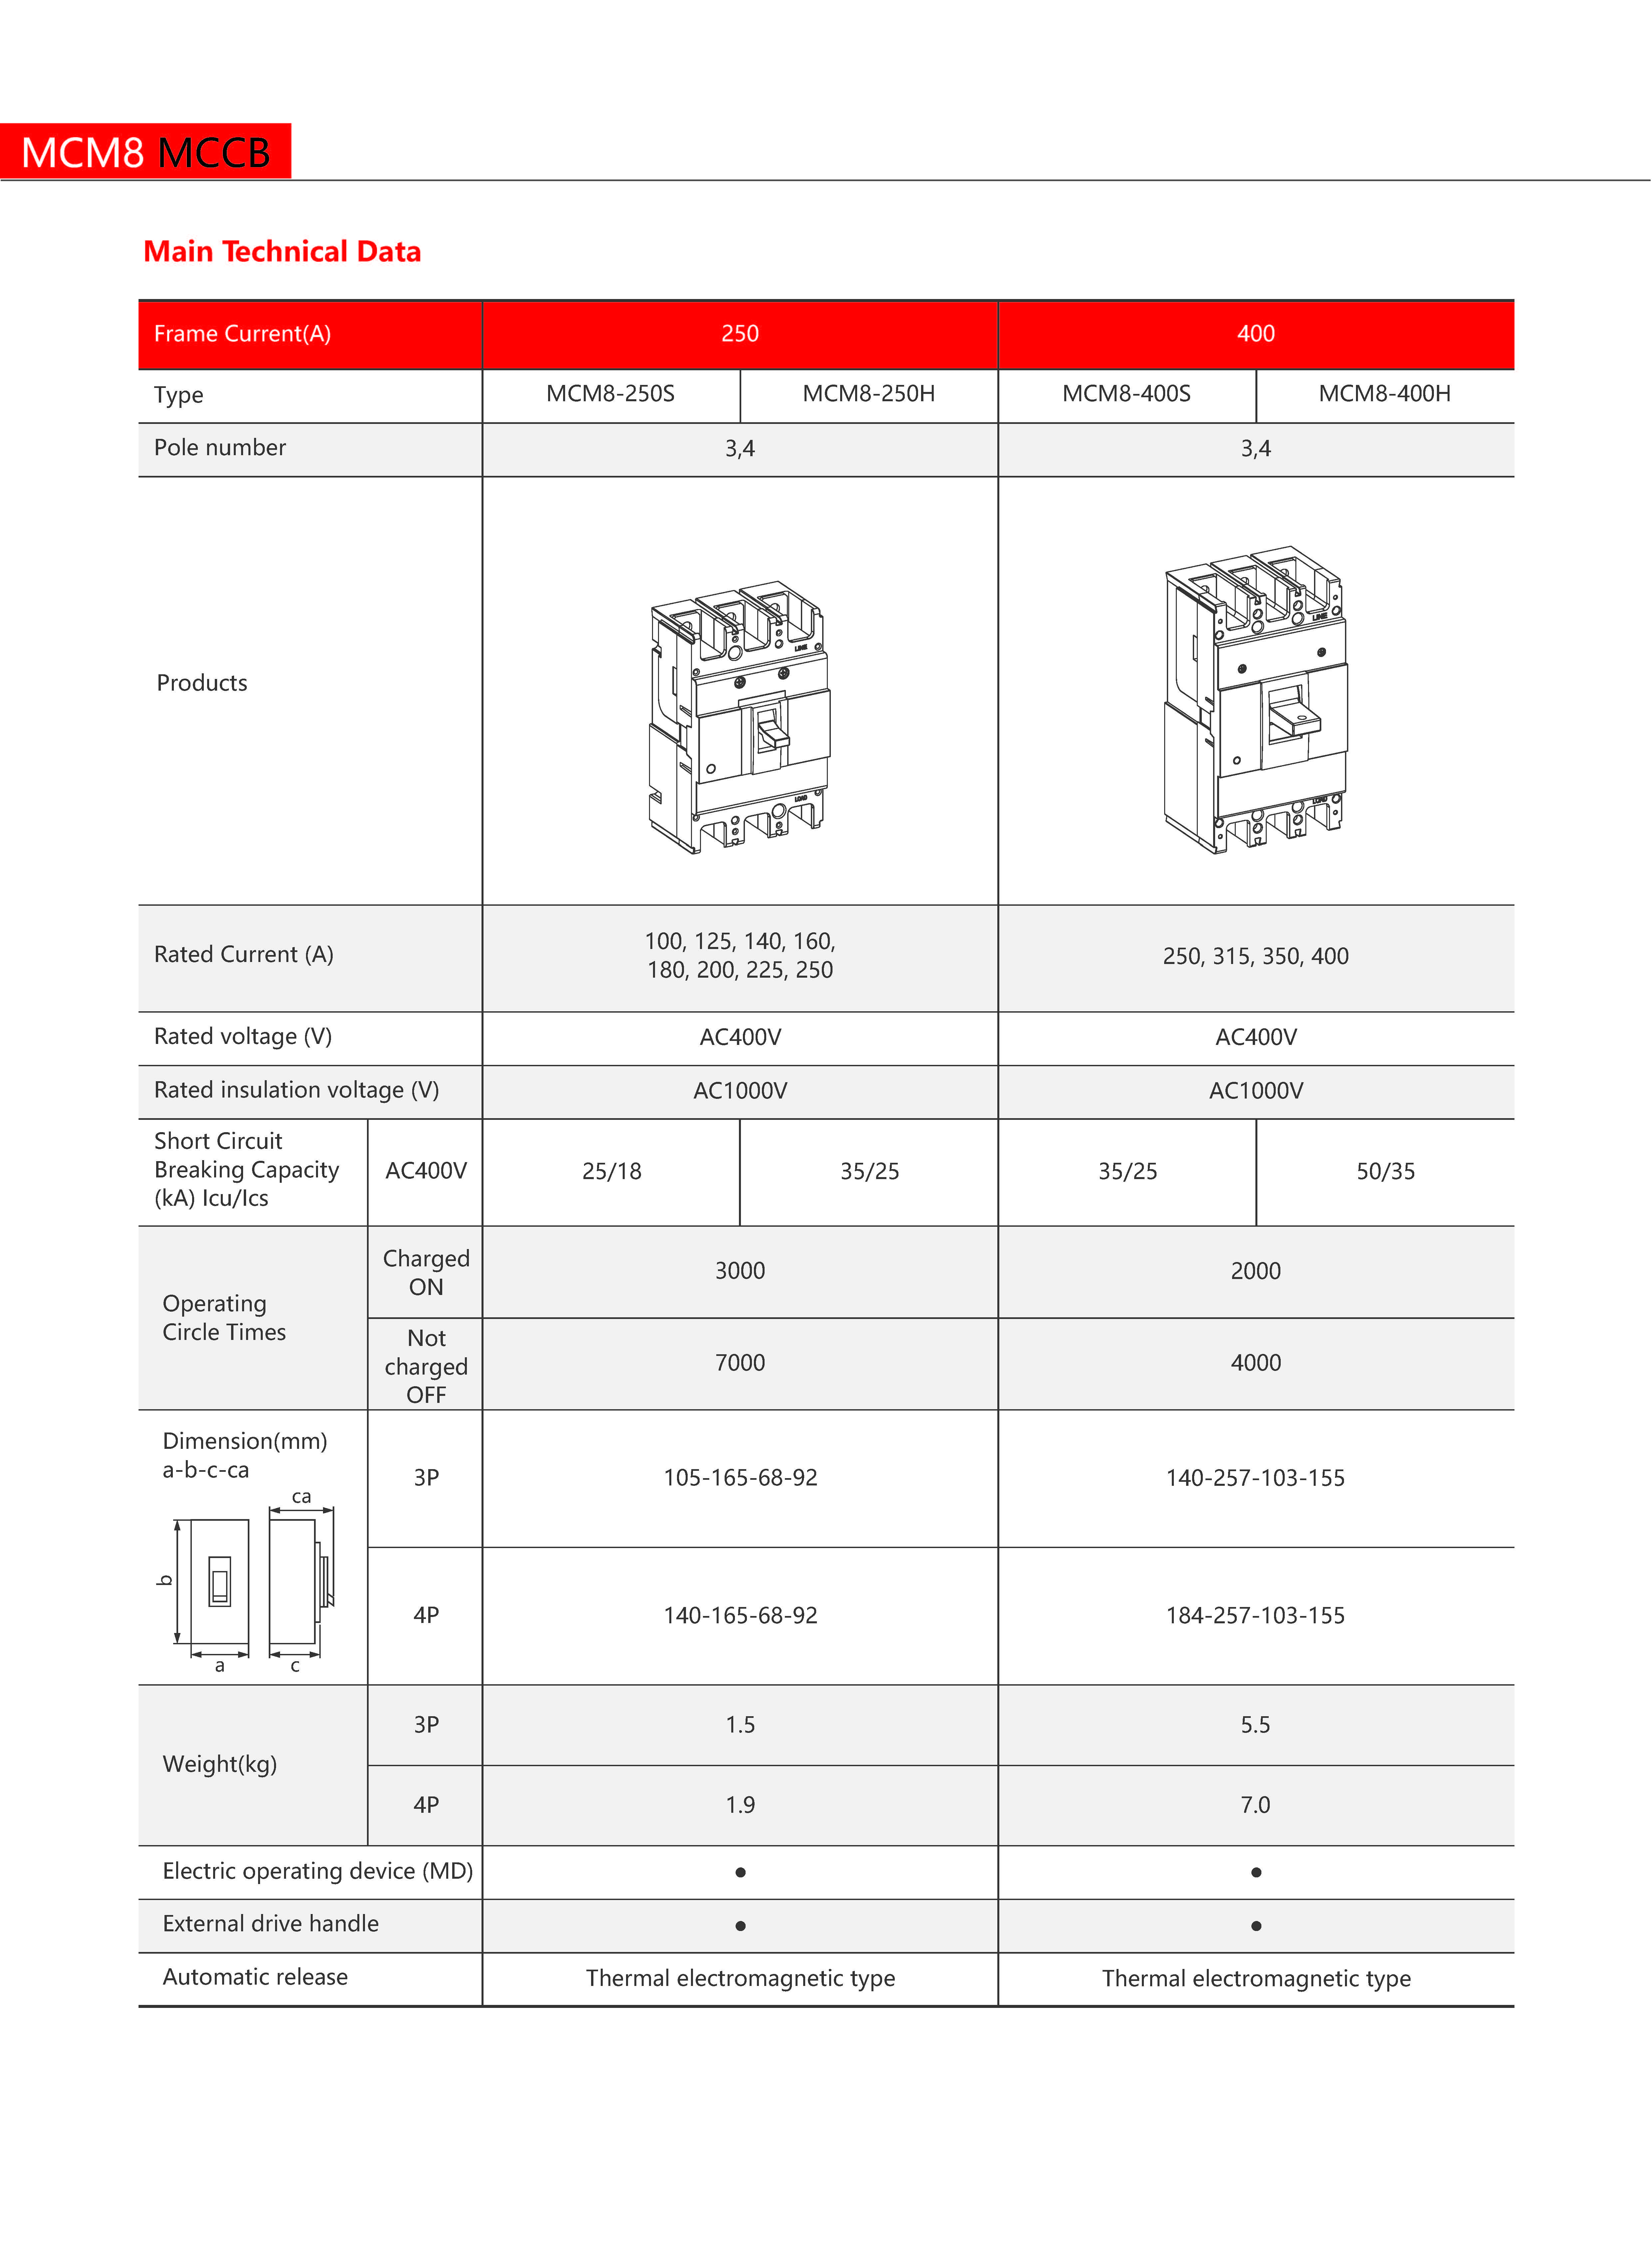 MCM8 MCCB
Main Technical Data
Frame Current(A) 250 400
Type MCM8-250S MCM8-250H MCM8-400S MCM8-400H
Pole number 3,4 3,4
LINE
LOAD
LINE
LOAD
Products
Rated Current (A) 100, 125, 140, 160,
180, 200, 225, 250
250, 315, 350, 400
Rated voltage (V) AC400V AC400V
Rated insulation voltage (V) AC1000V AC1000V
Short Circuit
Breaking Capacity
(kA) Icu/Ics
AC400V 25/18 35/25 35/25 50/35
Operating
Circle Times
Charged
ON
3000 2000
Not
charged
OFF
7000 4000
Dimension(mm)
a-b-c-ca
ca
b
a
c
3P 105-165-68-92 140-257-103-155
4P 140-165-68-92 184-257-103-155
Weight(kg)
3P 1.5 5.5
4P 1.9 7.0
Electric operating device (MD) ● ●
External drive handle ● ●
Automatic release Thermal electromagnetic type Thermal electromagnetic type